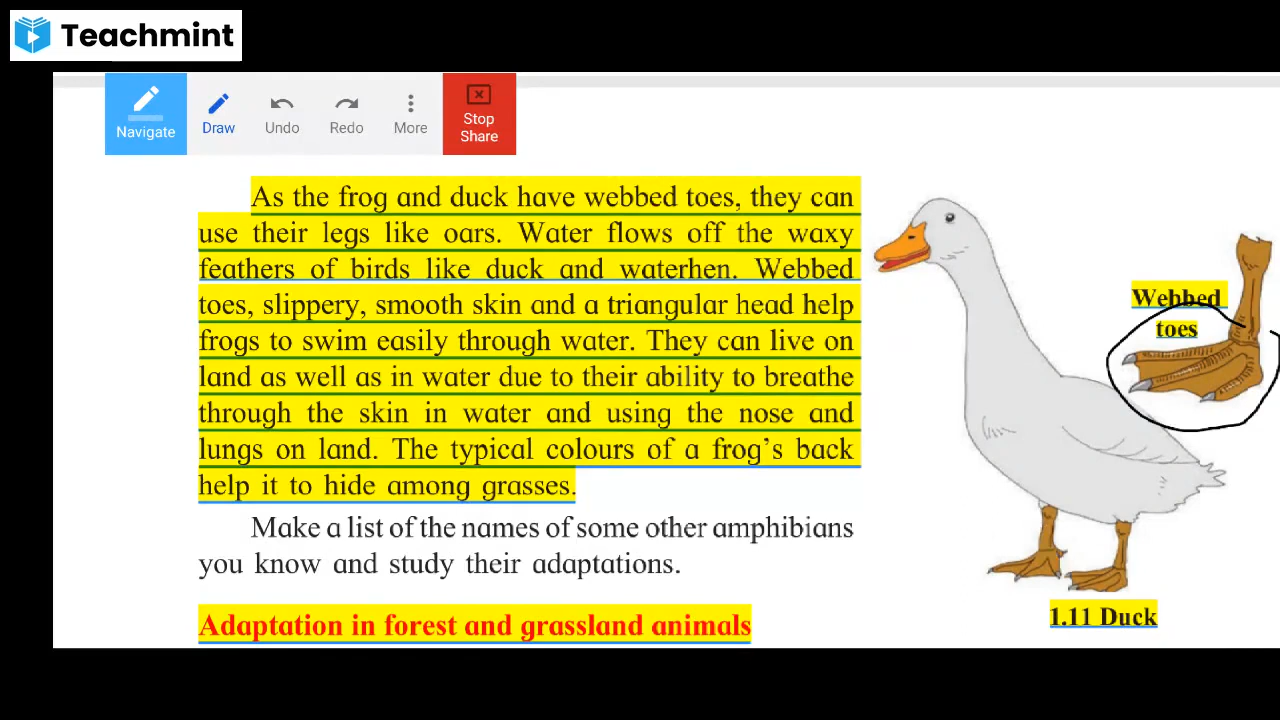 Teachmint
Navigate
Draw
Undo
Redo
More
Stop
Share
As the frog and duck have webbed toes, they can
use their legs like oars. Water flows off the waxy
feathers of birds like duck and waterhen. Webbed
toes, slippery, smooth skin and a triangular head help
frogs to swim easily through water. They can live on
land as well as in water due to their ability to breathe
through the skin in water and using the nose and
lungs on land. The typical colours of a frog's back
help it to hide among grasses.
Make a list of the names of some other amphibians
you know and study their adaptations.
Adaptation in forest and grassland animals
Webbed
toes
1.11 Duck